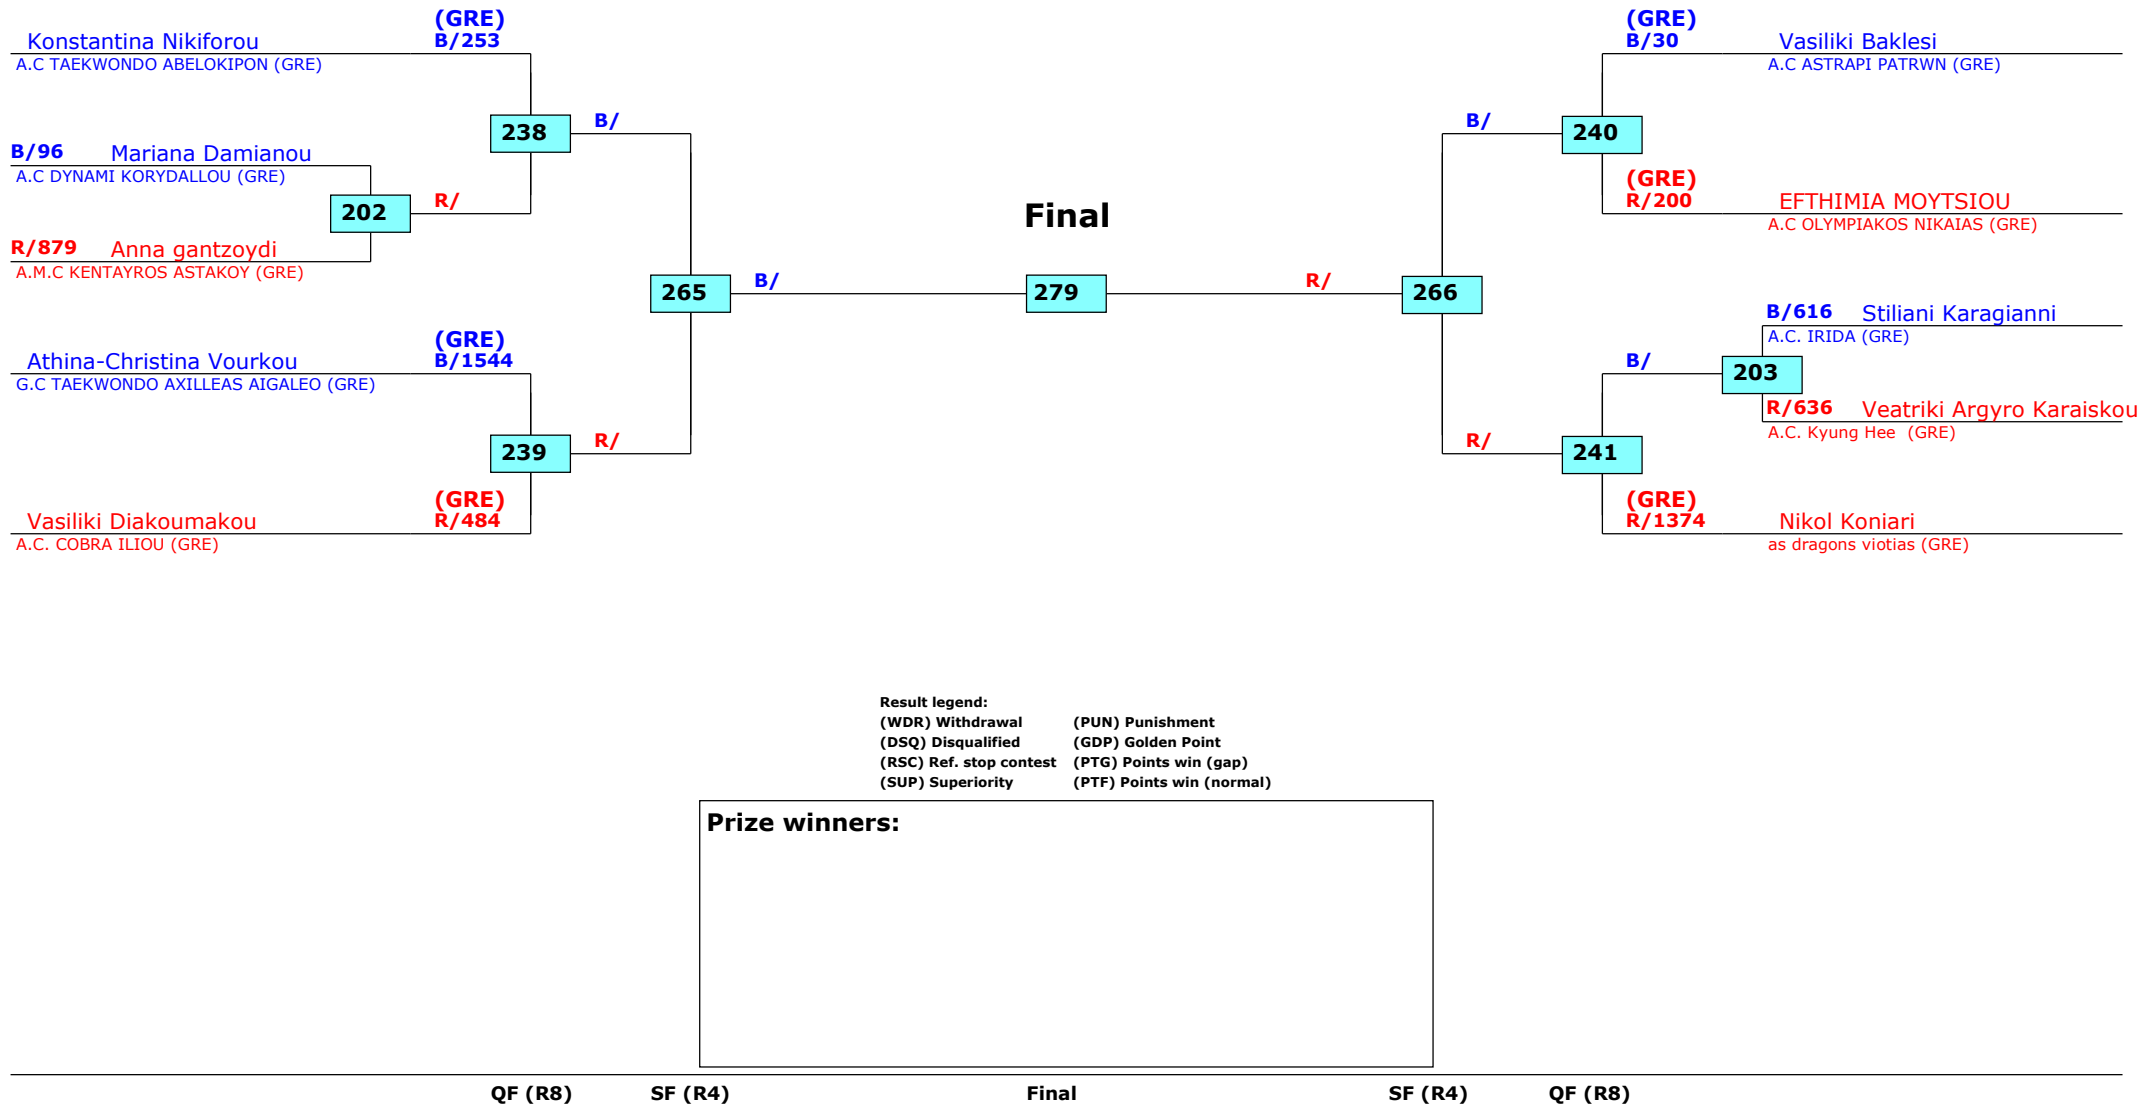 (GRE)
Konstantina Nikiforou B/253
A.C TAEKWONDO ABELOKIPON (GRE)
238
B/
B/96 Mariana Damianou
A.C DYNAMI KORYDALLOU (GRE)
202
R/
R/879 Anna gantzoydi
A.M.C KENTAYROS ASTAKOY (GRE)
265
B/
(GRE)
Athina-Christina Vourkou B/1544
G.C TAEKWONDO AXILLEAS AIGALEO (GRE)
239
R/
(GRE)
Vasiliki Diakoumakou R/484
A.C. COBRA ILIOU (GRE)
Final
279
(GRE)
B/30 Vasiliki Baklesi
A.C ASTRAPI PATRWN (GRE)
B/
240
(GRE)
R/200 EFTHIMIA MOYTSIOU
A.C OLYMPIAKOS NIKAIAS (GRE)
R/
266
B/616 Stiliani Karagianni
A.C. IRIDA (GRE)
B/
203
R/636 Veatriki Argyro Karaiskou
A.C. Kyung Hee (GRE)
R/
241
(GRE)
R/1374 Nikol Koniari
as dragons viotias (GRE)
Result legend:
(WDR) Withdrawal (PUN) Punishment
(DSQ) Disqualified (GDP) Golden Point
(RSC) Ref. stop contest (PTG) Points win (gap)
(SUP) Superiority (PTF) Points win (normal)
Prize winners:
QF (R8) SF (R4) Final SF (R4) QF (R8)